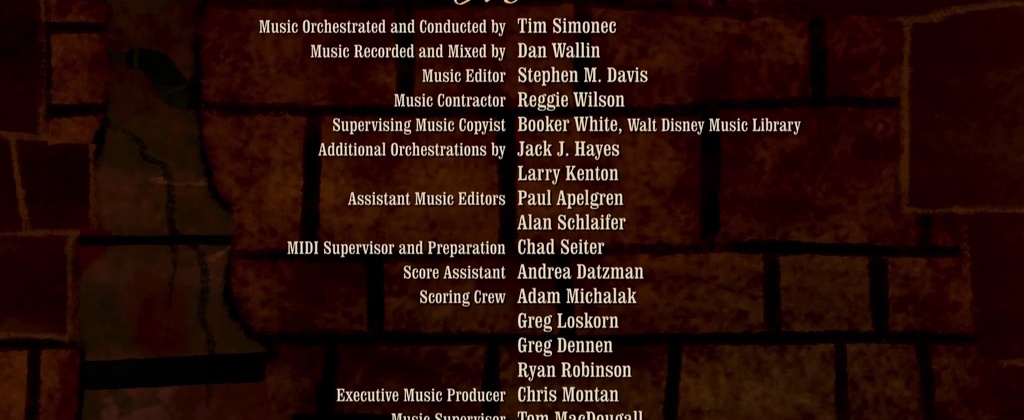 Music Orchestrated and Conducted by Tim Simonec
Music Recorded and Mixed by Dan Wallin
Music Editor Stephen M. Davis
Music Contractor Reggie Wilson
Supervising Music Copyist Booker White, Walt Disney Music Library
Additional Orchestrations by Jack J. Hayes
Larry Kenton
Assistant Music Editors Paul Apelgren
Alan Schlaifer
MIDI Supervisor and Preparation Chad Seiter
Score Assistant Andrea Datzman
Scoring Crew Adam Michalak
Greg Loskorn
Greg Dennen
Ryan Robinson
Executive Music Producer Chris Montan
Music Supervisor Tom MacDougall